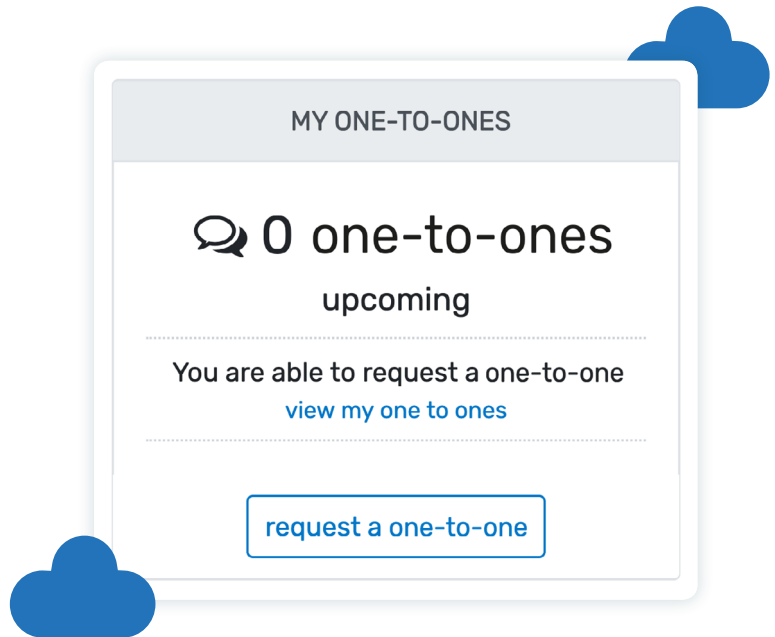 MY ONE-TO-ONES
0 one-to-ones
upcoming
You are able to request a one-to-one
view my one to ones
request a one-to-one